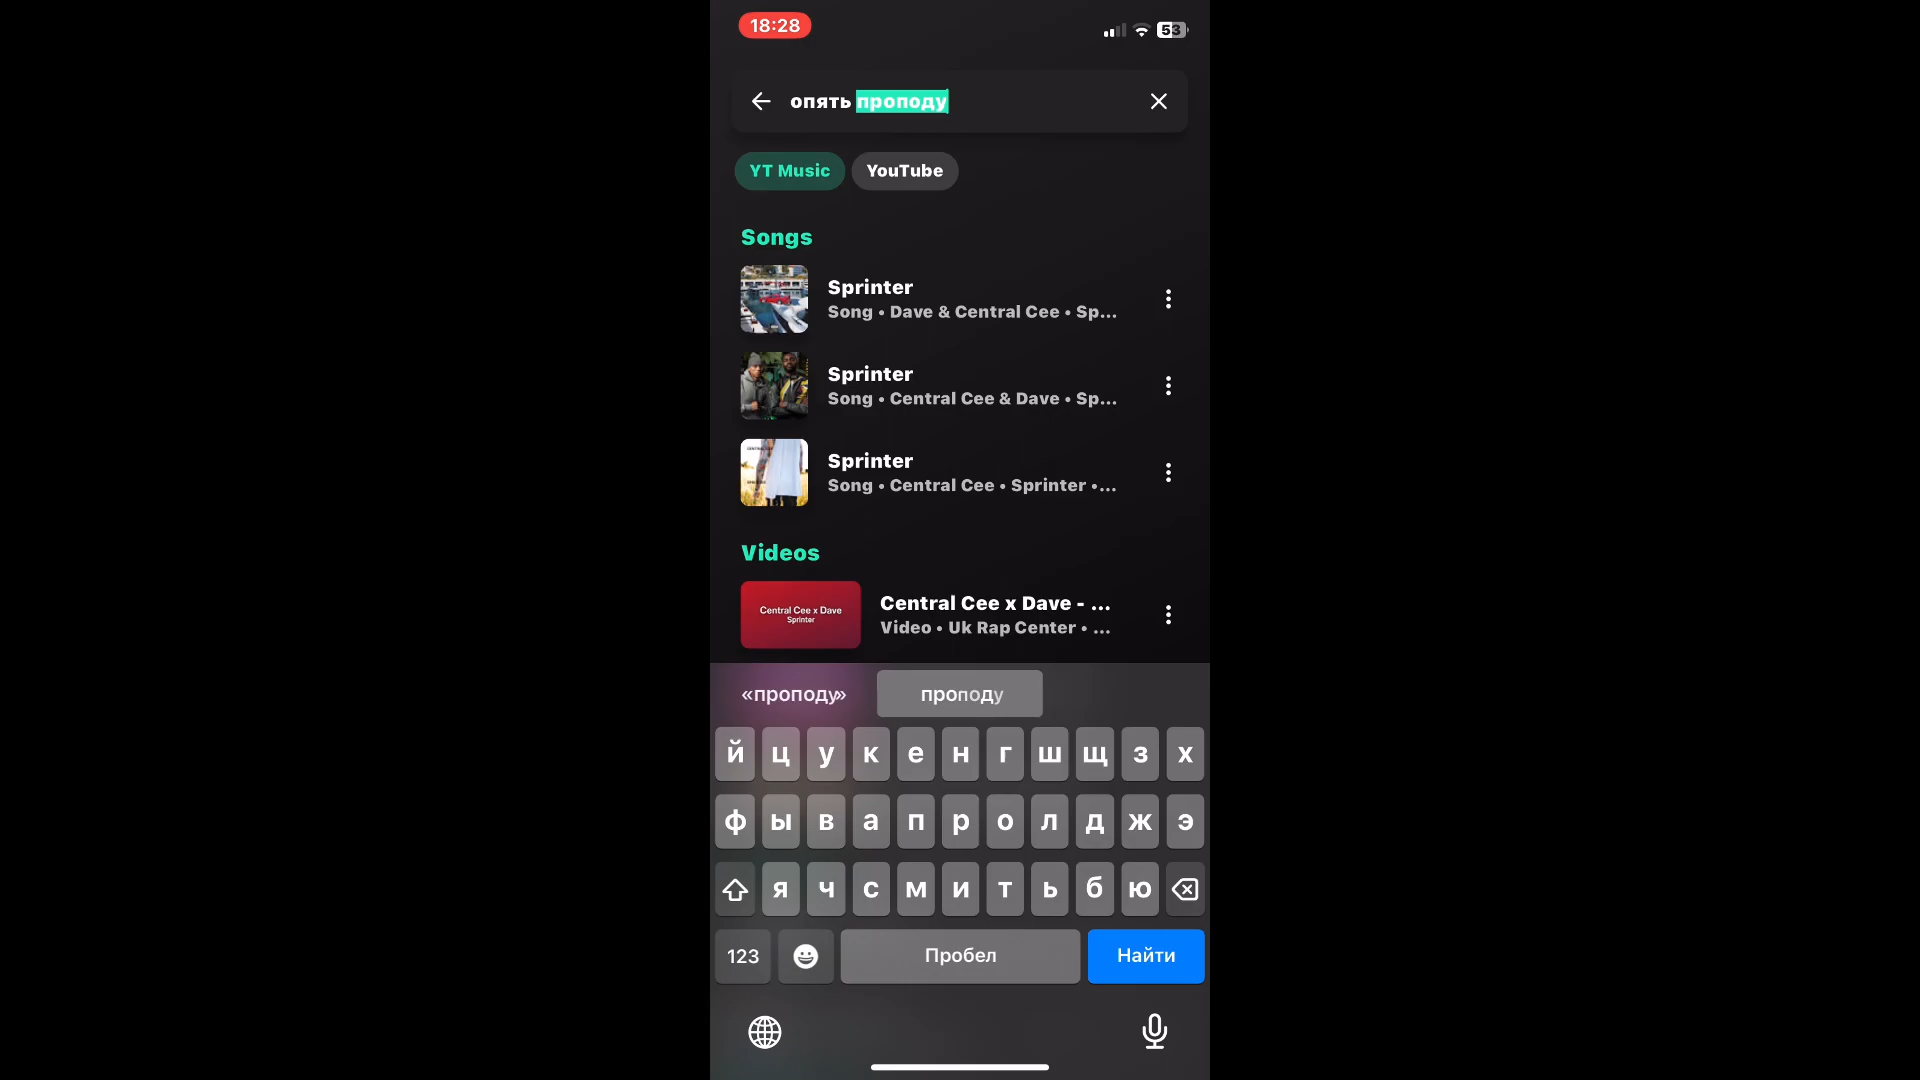 18:28
53
опять проподу
YT Music
YouTube
Songs
Sprinter
Song • Dave & Central Cee • Sp...
Sprinter
Song • Central Cee & Dave • Sp...
Sprinter
Song • Central Cee • Sprinter •...
Videos
Central Cee x Dave
Sprinter
Central Cee x Dave - ...
Video • Uk Rap Center • ...
«проподу»
проподу
й ц у к е н г ш щ з х
ф ы в а п р о л д ж э
я ч с м и т ь б ю
123
Пробел
Найти